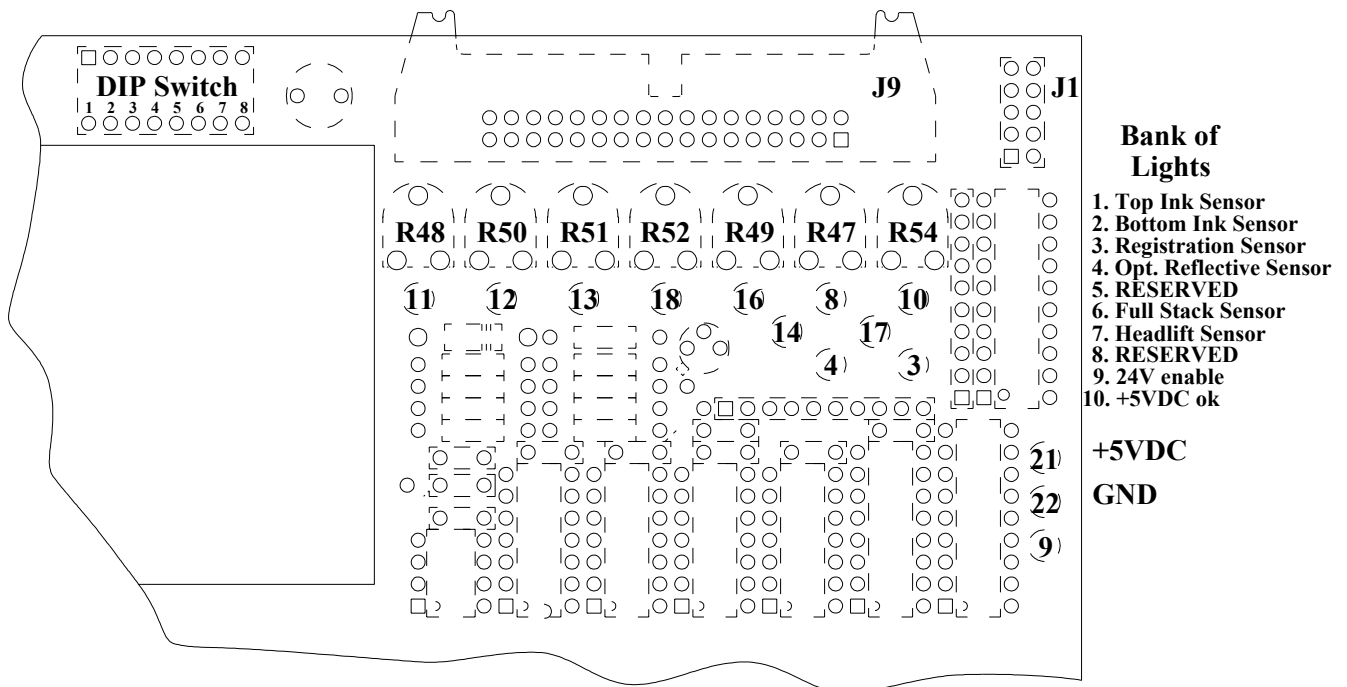 DIP Switch
1 2 3 4 5 6 7 8
J9
J1
Bank of
Lights
R48 R50 R51 R52 R49 R47 R54
1. Top Ink Sensor
2. Bottom Ink Sensor
3. Registration Sensor
4. Opt. Reflective Sensor
5. RESERVED
6. Full Stack Sensor
7. Headlift Sensor
8. RESERVED
9. 24V enable
10. +5VDC ok
11 12 13 18 16 8 10
14 17
4 3
21 +5VDC
22 GND
9